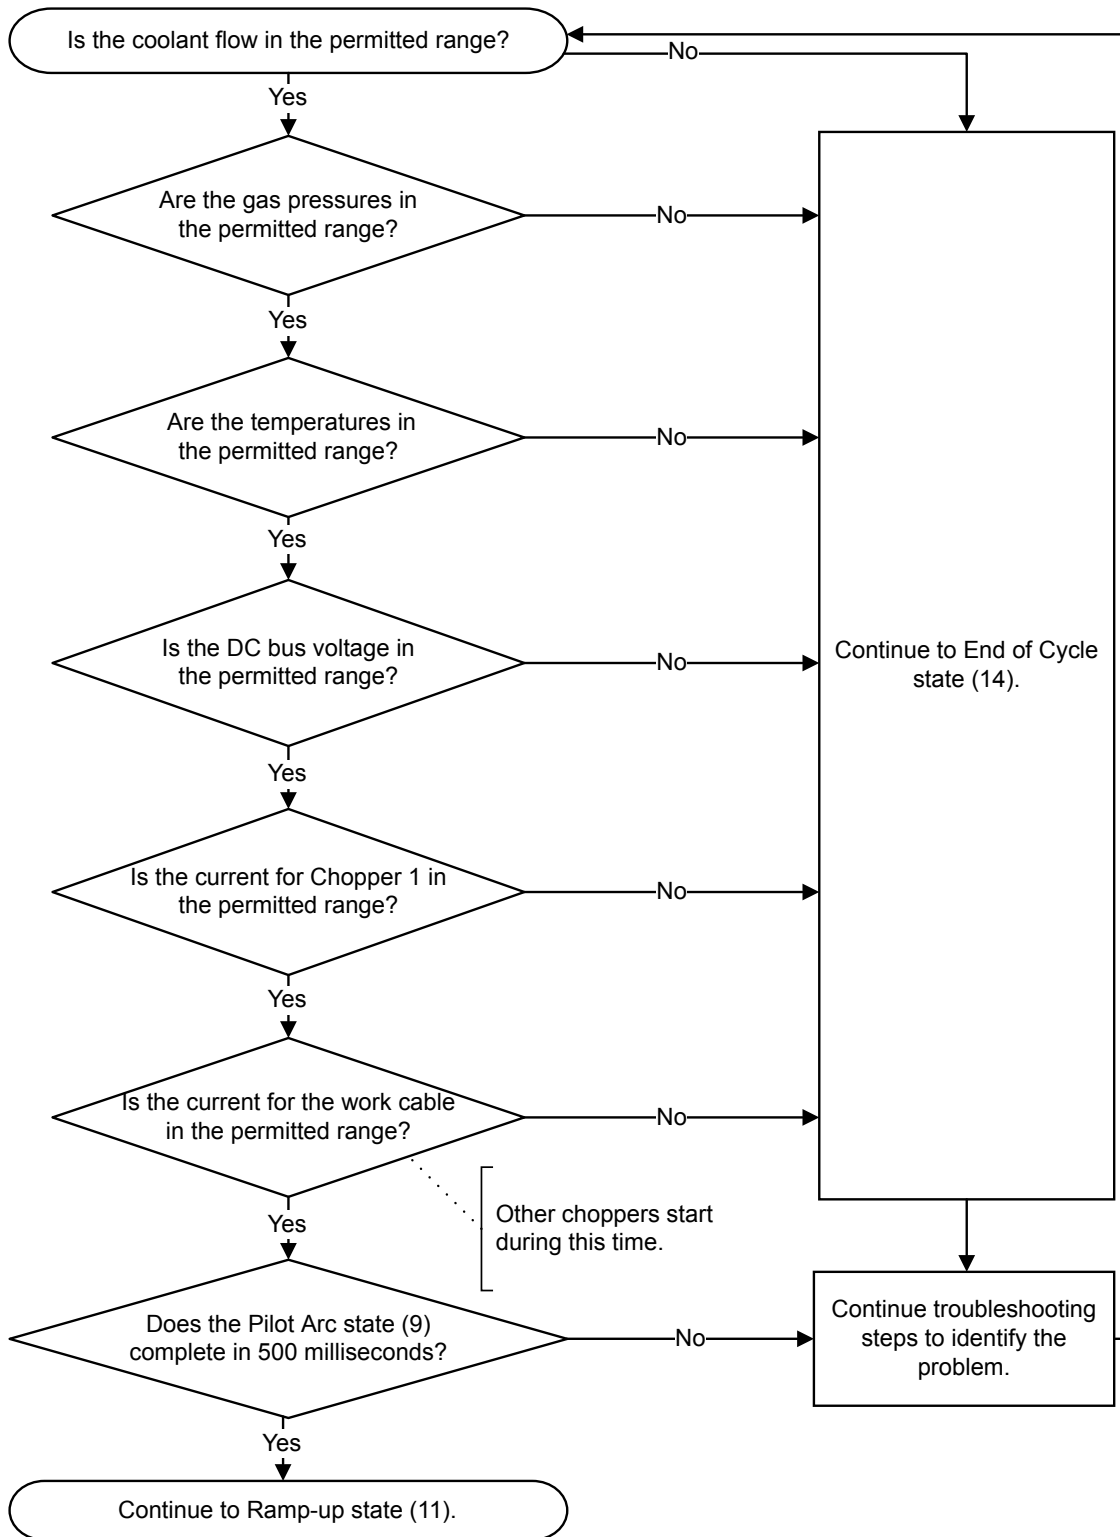 Is the coolant flow in the permitted range?
No
Yes
Are the gas pressures in
the permitted range?
No
Yes
Are the temperatures in
the permitted range?
No
Yes
Is the DC bus voltage in
the permitted range?
No
Continue to End of Cycle
state (14).
Yes
Is the current for Chopper 1 in
the permitted range?
No
Yes
Is the current for the work cable
in the permitted range?
No
Other choppers start
during this time.
Yes
Does the Pilot Arc state (9)
complete in 500 milliseconds?
No
Continue troubleshooting
steps to identify the
problem.
Yes
Continue to Ramp-up state (11).